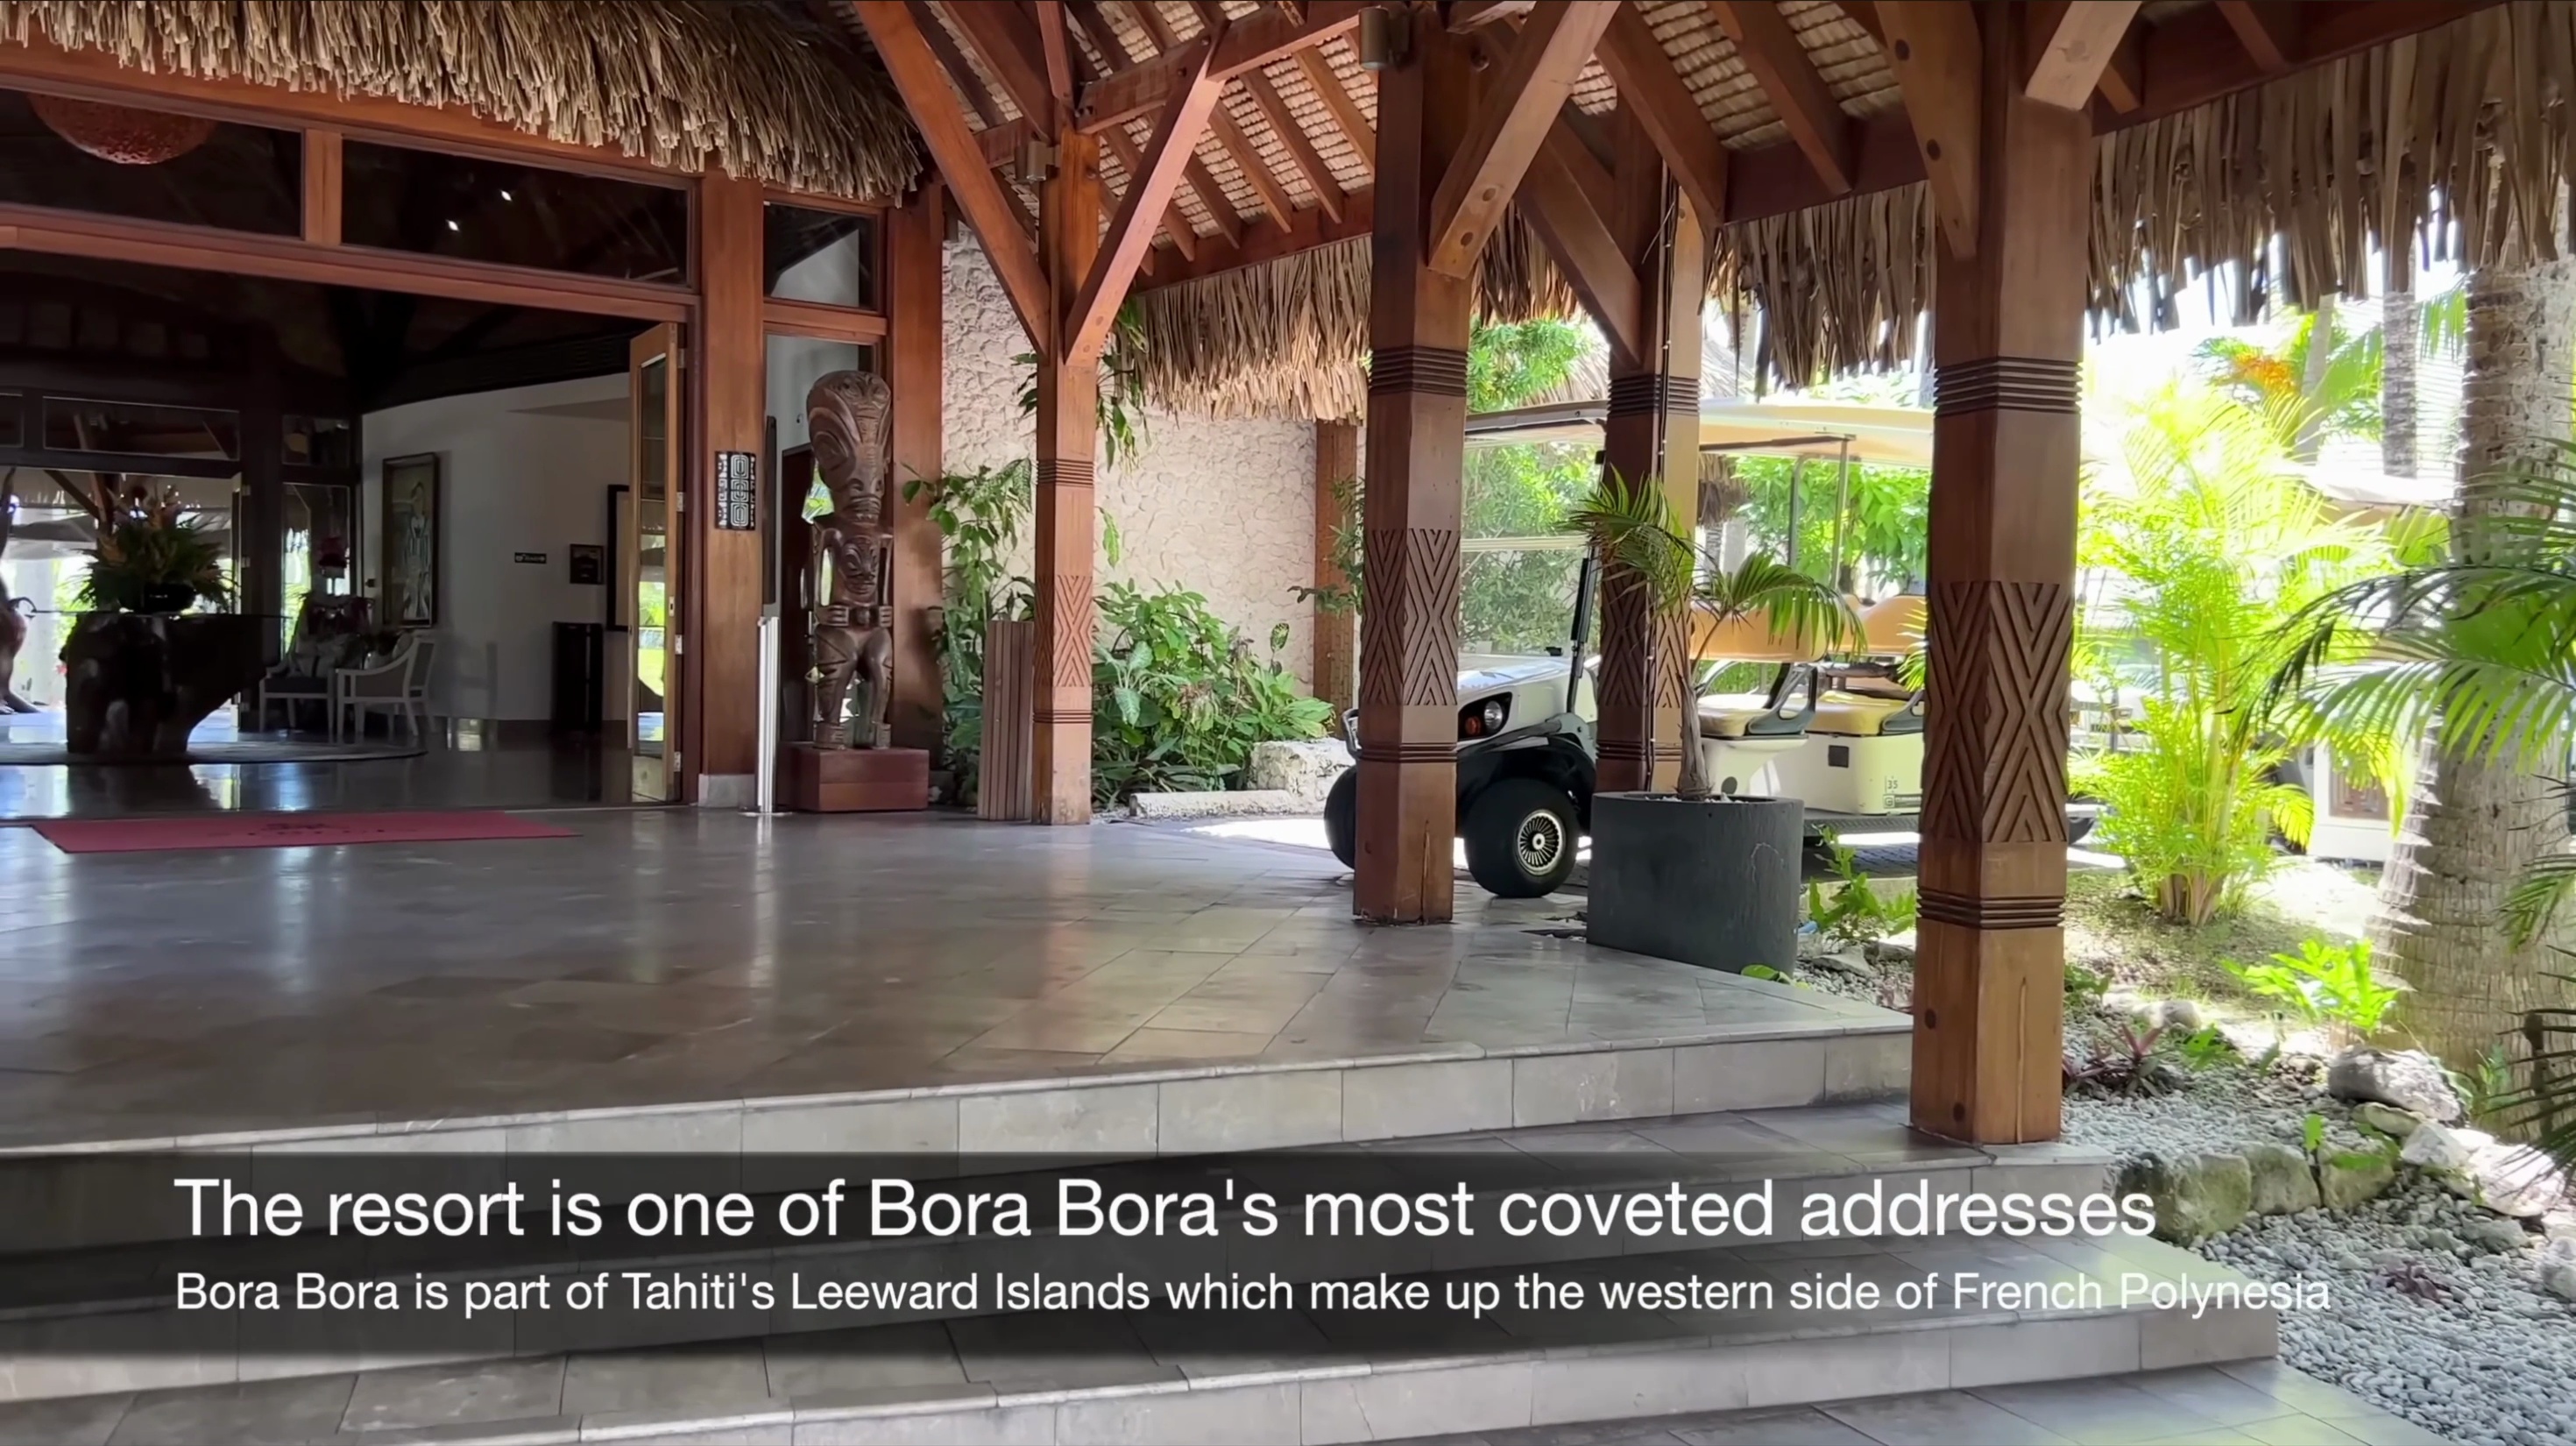 35
The resort is one of Bora Bora's most coveted addresses
Bora Bora is part of Tahiti's Leeward Islands which make up the western side of French Polynesia